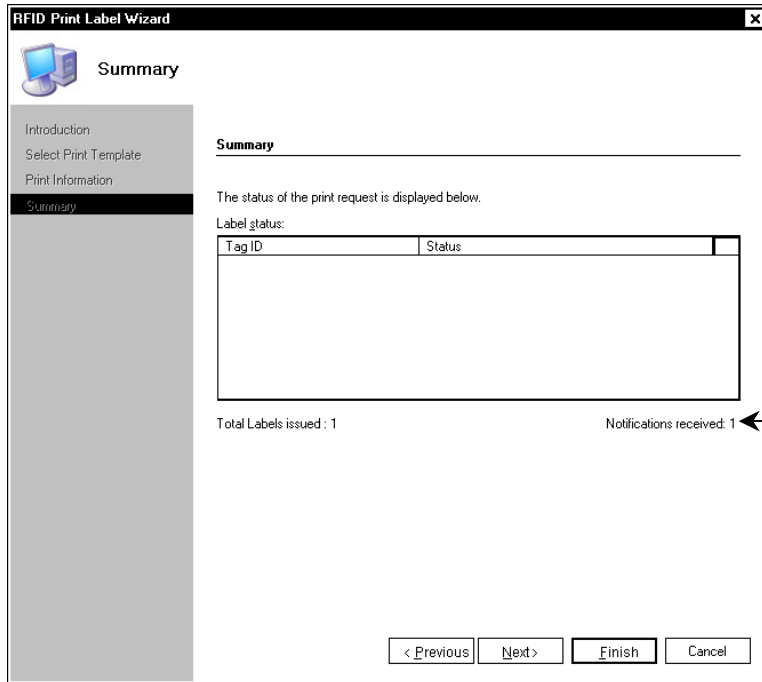 RFID Print Label Wizard
Summary
Introduction
Select Print Template
Print Information
Summary
Summary
The status of the print request is displayed below.
Label status:
Tag ID Status
Total Labels issued : 1 Notifications received: 1
< Previous Next> Finish Cancel